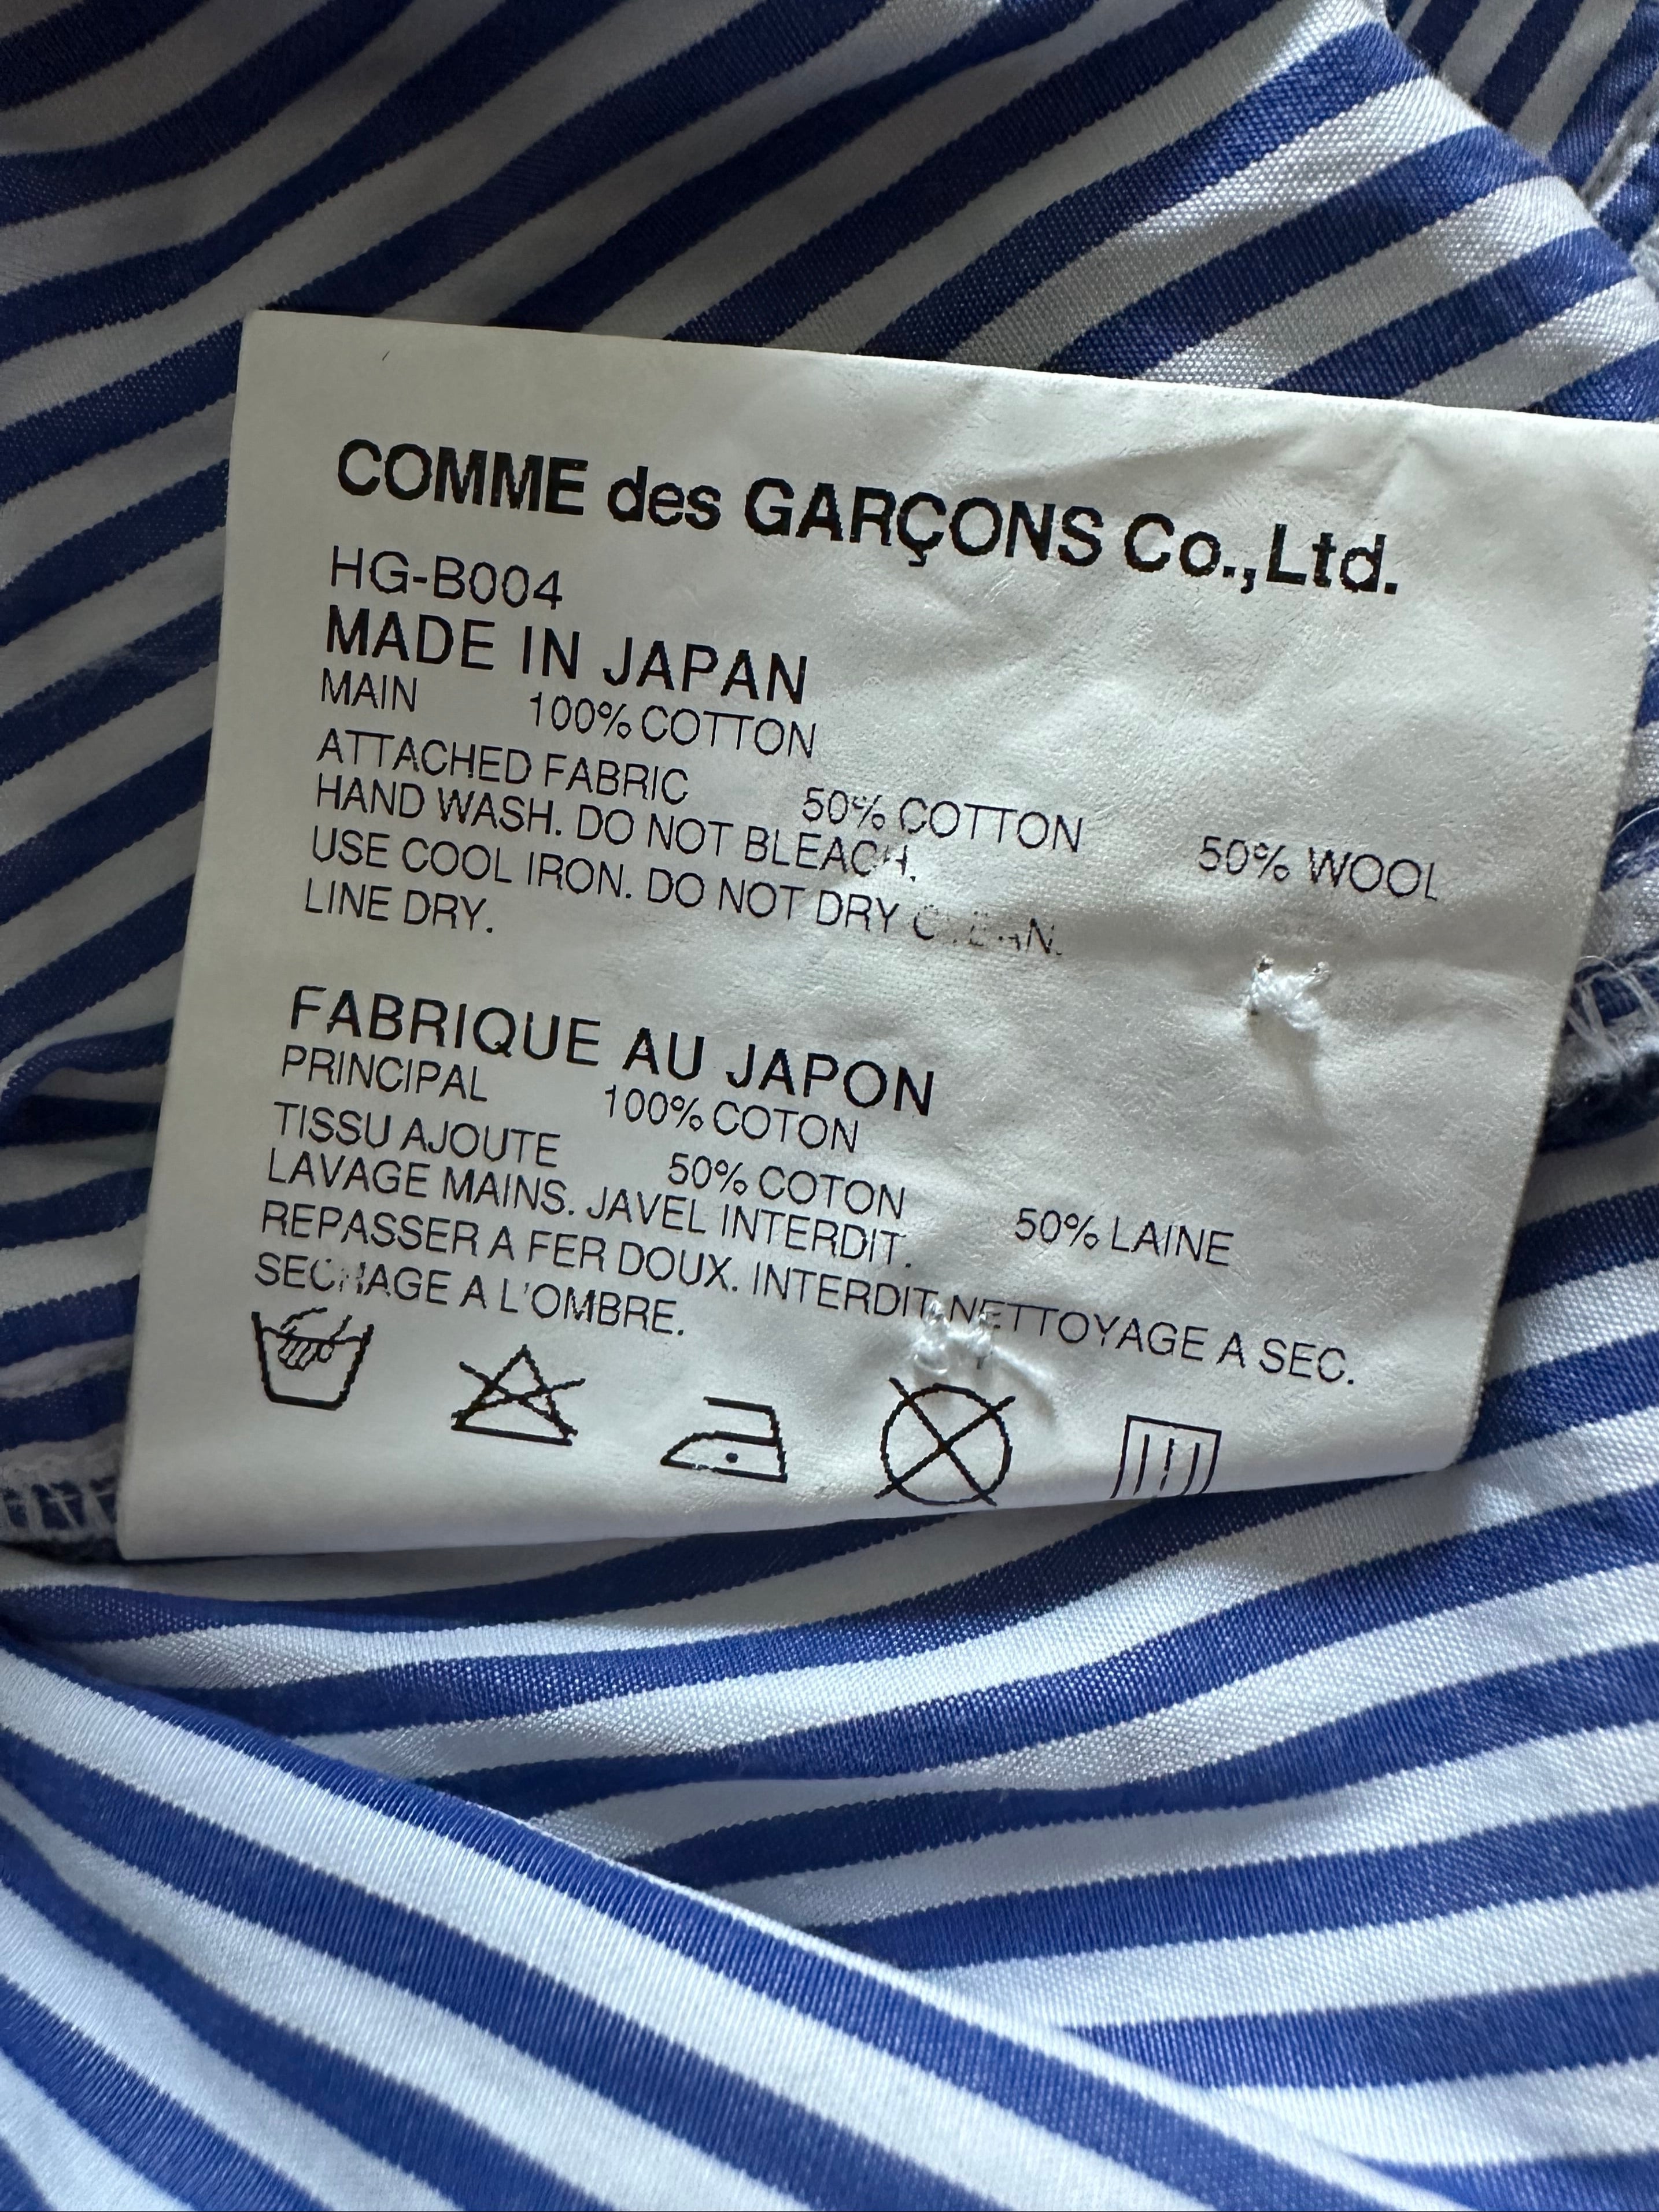 COMME des GARÇONS Co.,Ltd.
HG-B004
MADE IN JAPAN
MAIN 100% COTTON
ATTACHED FABRIC 50% COTTON 50% WOOL
HAND WASH. DO NOT BLEACH.
USE COOL IRON. DO NOT DRY CLEAN.
LINE DRY.
FABRIQUE AU JAPON
PRINCIPAL 100% COTON
TISSU AJOUTE 50% COTON 50% LAINE
LAVAGE MAINS. JAVEL INTERDIT.
REPASSER A FER DOUX. INTERDIT NETTOYAGE A SEC.
SECHAGE A L'OMBRE.